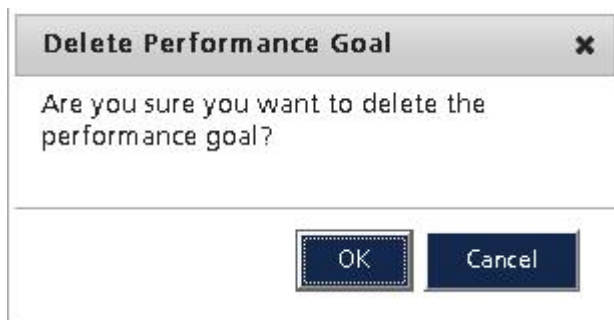 Delete Performance Goal
Are you sure you want to delete the
performance goal?
OK Cancel